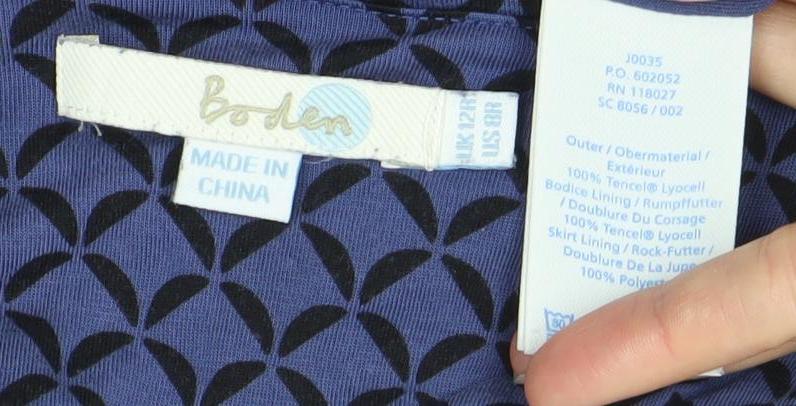 Boden
UK 12R
US 8R
MADE IN
CHINA
J0035
P.O. 602052
RN 118027
SC 8056 / 002
Outer / Obermaterial /
Extérieur
100% Tencel® Lyocell
Bodice Lining / Rumpffutter
/ Doublure Du Corsage
100% Tencel® Lyocell
Skirt Lining / Rock-Futter /
Doublure De La Jupe
100% Polyest